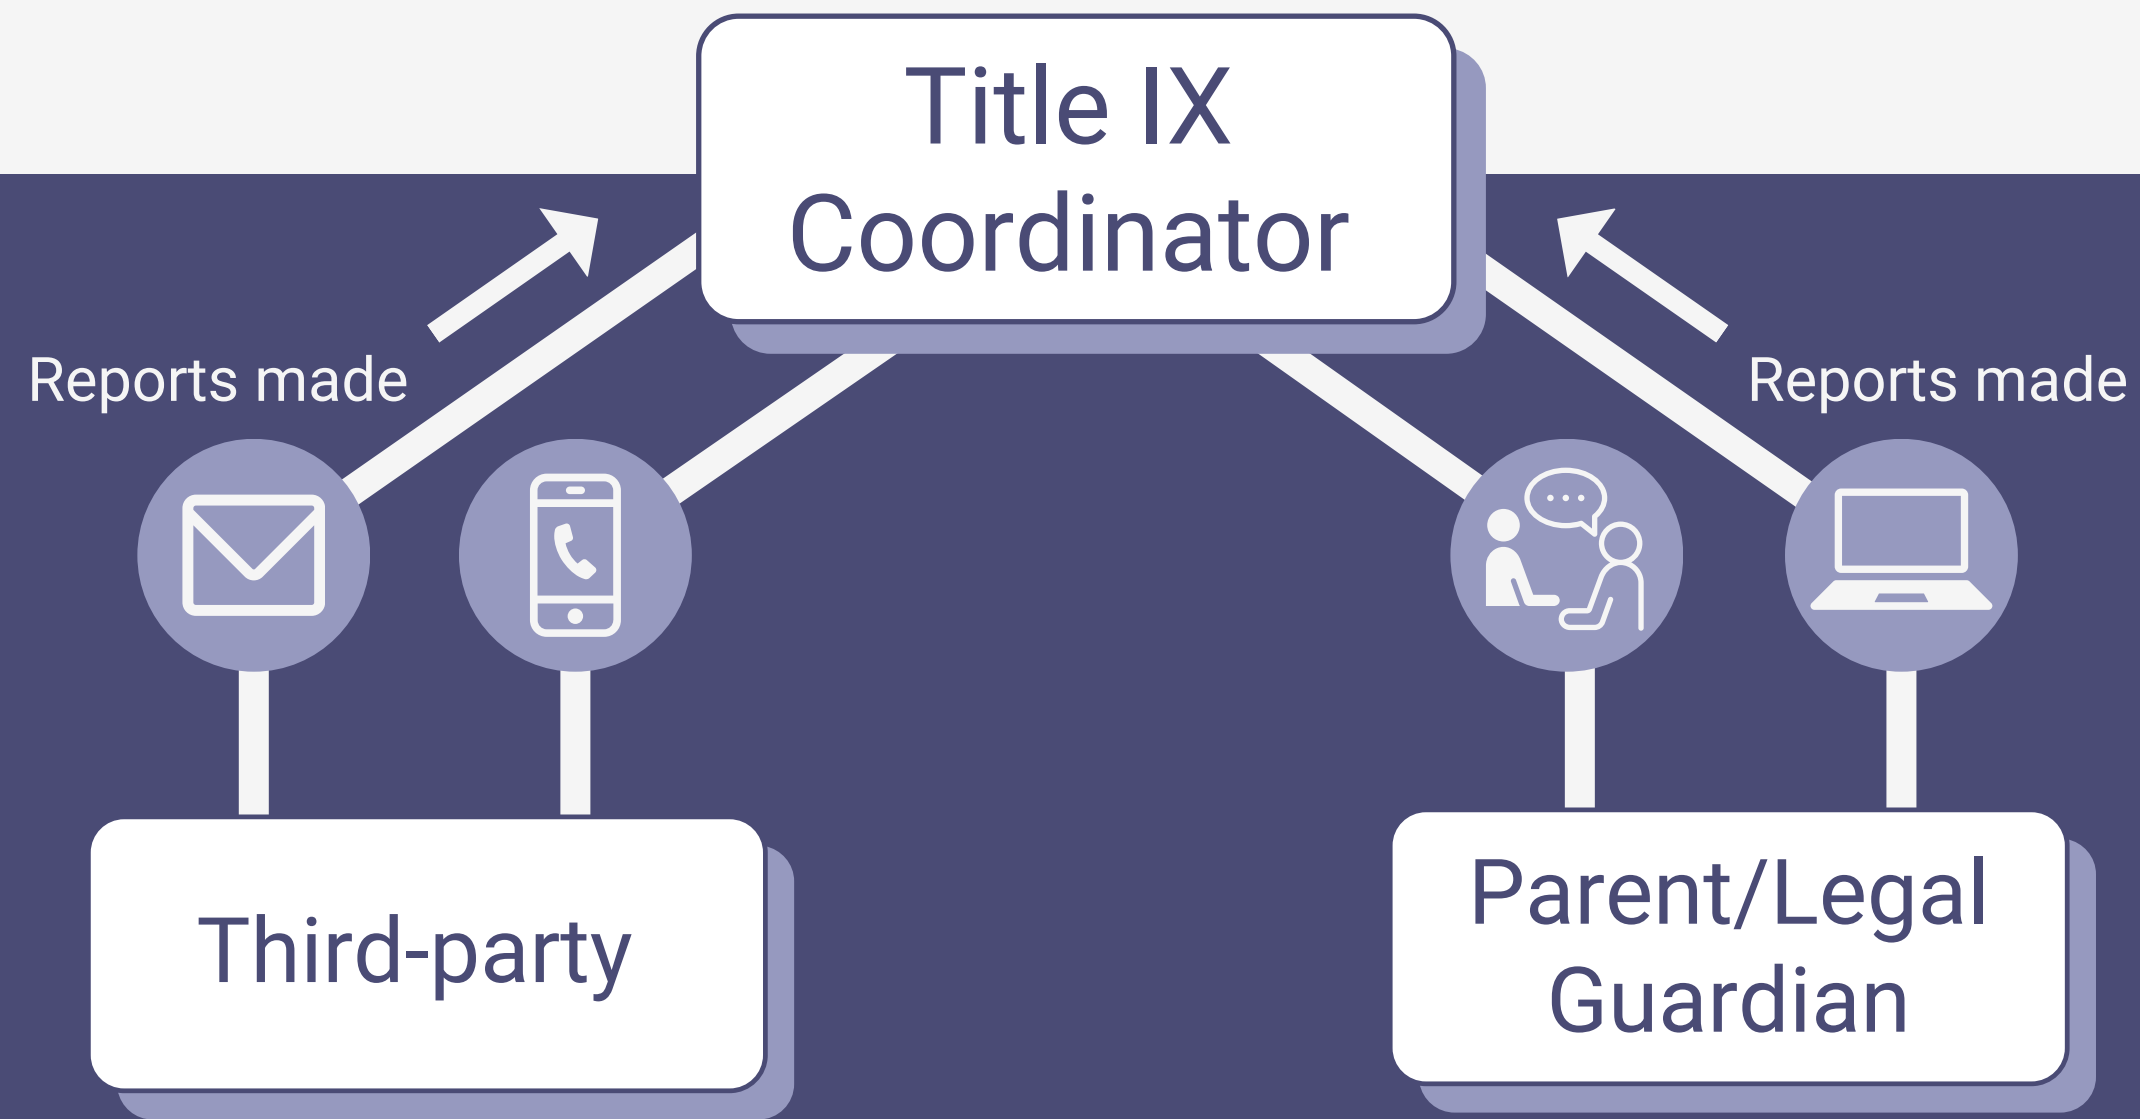 Title IX
Coordinator
Reports made
Reports made
Third-party
Parent/Legal
Guardian